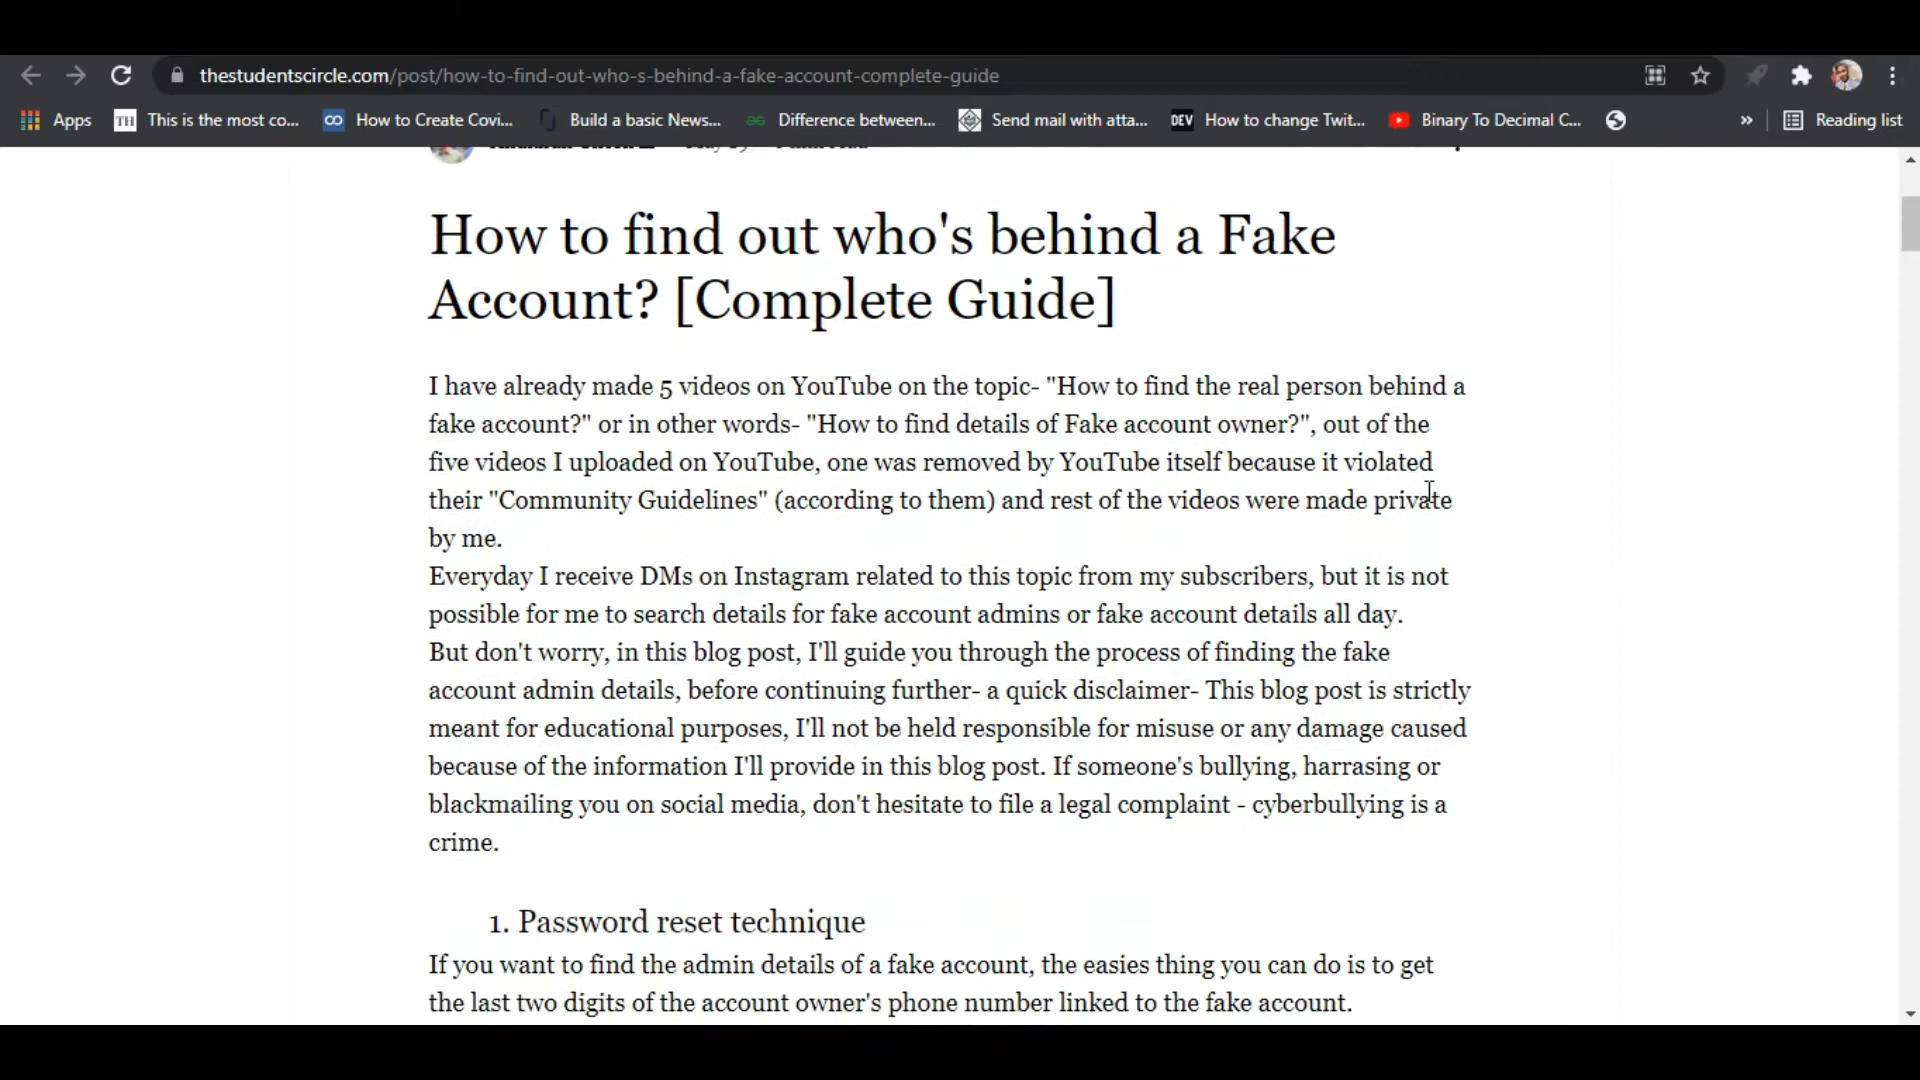 thestudentscircle.com/post/how-to-find-out-who-s-behind-a-fake-account-complete-guide
Apps
TH
This is the most co...
How to Create Covi...
Build a basic News...
Difference between...
Send mail with atta...
DEV
How to change Twit...
Binary To Decimal C...
»
Reading list
How to find out who's behind a Fake
Account? [Complete Guide]
I have already made 5 videos on YouTube on the topic- "How to find the real person behind a
fake account?" or in other words- "How to find details of Fake account owner?", out of the
five videos I uploaded on YouTube, one was removed by YouTube itself because it violated
their "Community Guidelines" (according to them) and rest of the videos were made private
by me.
Everyday I receive DMs on Instagram related to this topic from my subscribers, but it is not
possible for me to search details for fake account admins or fake account details all day.
But don't worry, in this blog post, I'll guide you through the process of finding the fake
account admin details, before continuing further- a quick disclaimer- This blog post is strictly
meant for educational purposes, I'll not be held responsible for misuse or any damage caused
because of the information I'll provide in this blog post. If someone's bullying, harrasing or
blackmailing you on social media, don't hesitate to file a legal complaint - cyberbullying is a
crime.
1. Password reset technique
If you want to find the admin details of a fake account, the easies thing you can do is to get
the last two digits of the account owner's phone number linked to the fake account.